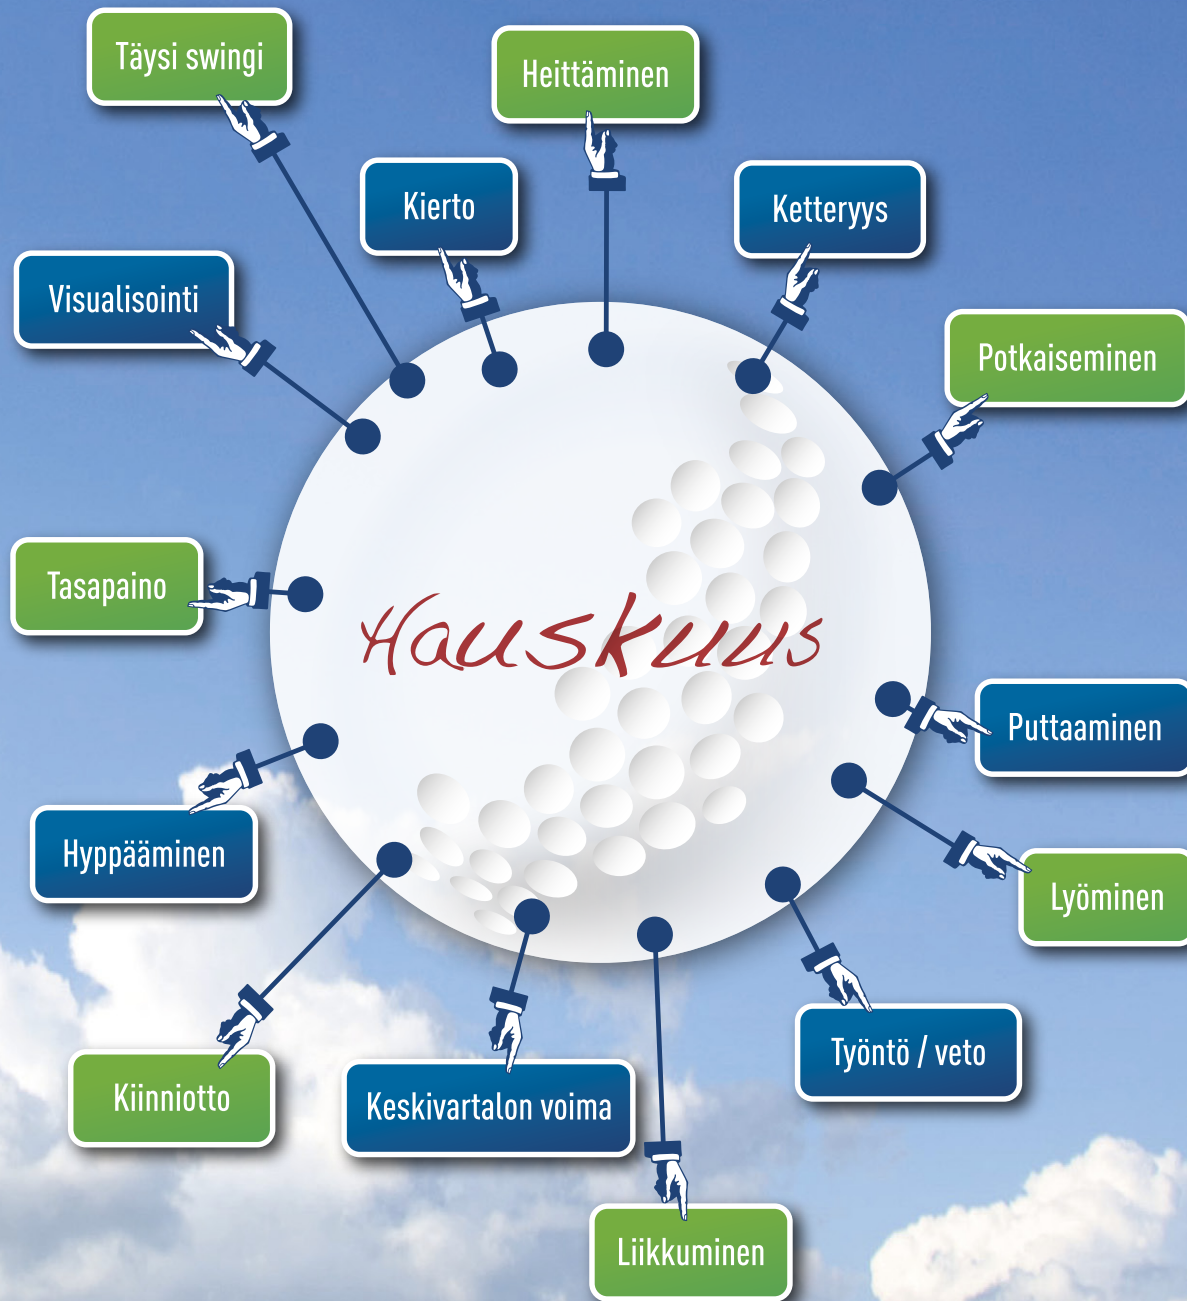 Täysi swingi
Heittäminen
Kierto
Ketteryys
Visualisointi
Potkaiseminen
Tasapaino
Hauskuus
Puttaaminen
Hyppääminen
Lyöminen
Työntö / veto
Kiinniotto
Keskivartalon voima
Liikkuminen